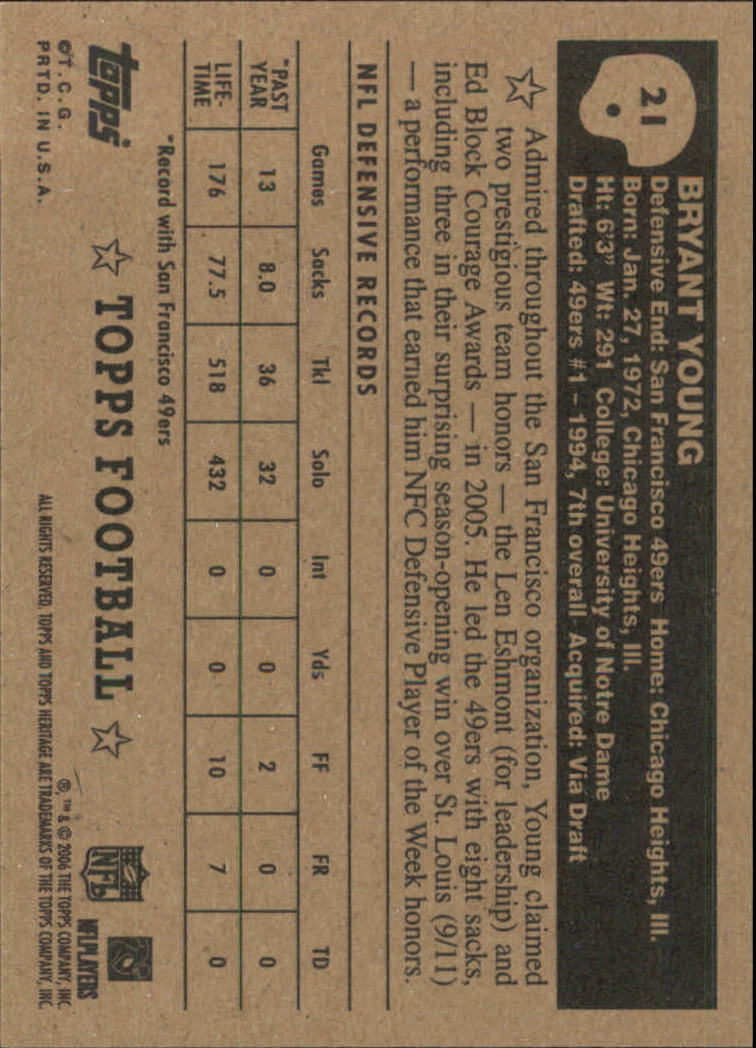 21
BRYANT YOUNG
Defensive End: San Francisco 49ers Home: Chicago Heights, Ill.
Born: Jan. 27, 1972, Chicago Heights, Ill.
Ht: 6'3" Wt: 291 College: University of Notre Dame
Drafted: 49ers #1 – 1994, 7th overall Acquired: Via Draft
Admired throughout the San Francisco organization, Young claimed
two prestigious team honors — the Len Eshmont (for leadership) and
Ed Block Courage Awards — in 2005. He led the 49ers with eight sacks,
including three in their surprising season-opening win over St. Louis (9/11)
— a performance that earned him NFC Defensive Player of the Week honors.
NFL DEFENSIVE RECORDS
Games Sacks Tkl Solo Int Yds FF FR TD
*PAST YEAR 13 8.0 36 32 0 0 2 0 0
LIFE-TIME 176 77.5 518 432 0 0 10 7 0
*Record with San Francisco 49ers
topps
TOPPS FOOTBALL
NFL
NFLPLAYERS
©T.C.G.
PRTD. IN U.S.A.
®, ™ & © 2006 THE TOPPS COMPANY, INC.
ALL RIGHTS RESERVED. TOPPS AND TOPPS HERITAGE ARE TRADEMARKS OF THE TOPPS COMPANY, INC.